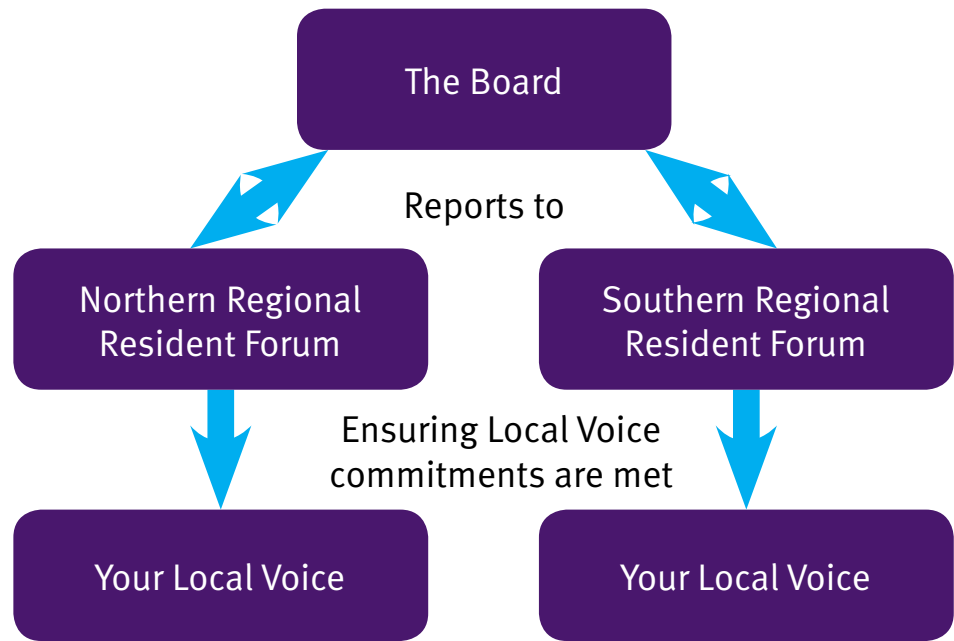 The Board
Reports to
Northern Regional
Resident Forum
Southern Regional
Resident Forum
Ensuring Local Voice
commitments are met
Your Local Voice
Your Local Voice